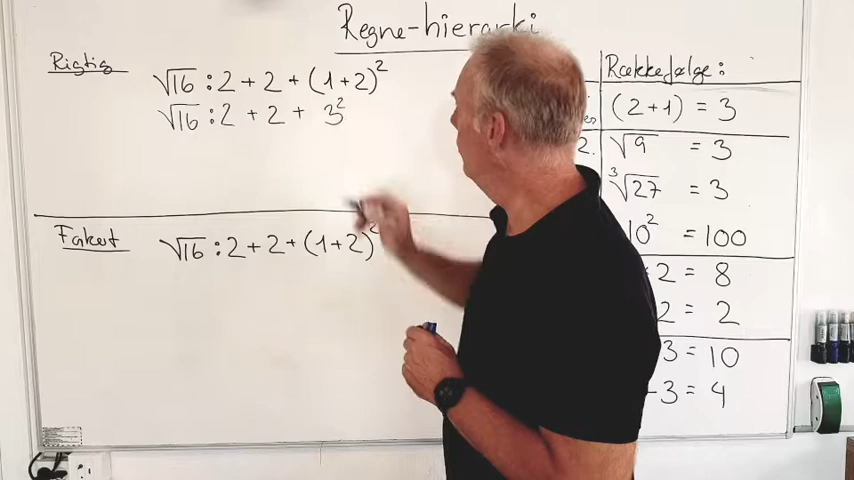 Regne-hierarki
Rigtig
√16 : 2 + 2 + (1+2)²
√16 : 2 + 2 + 3²
Fakert √16 : 2 + 2 + (1+2)²
Rækkefølge:
(2+1) = 3
2. √9 = 3
³√27 = 3
10² = 100
2 = 8
2 = 2
3 = 10
-3 = 4